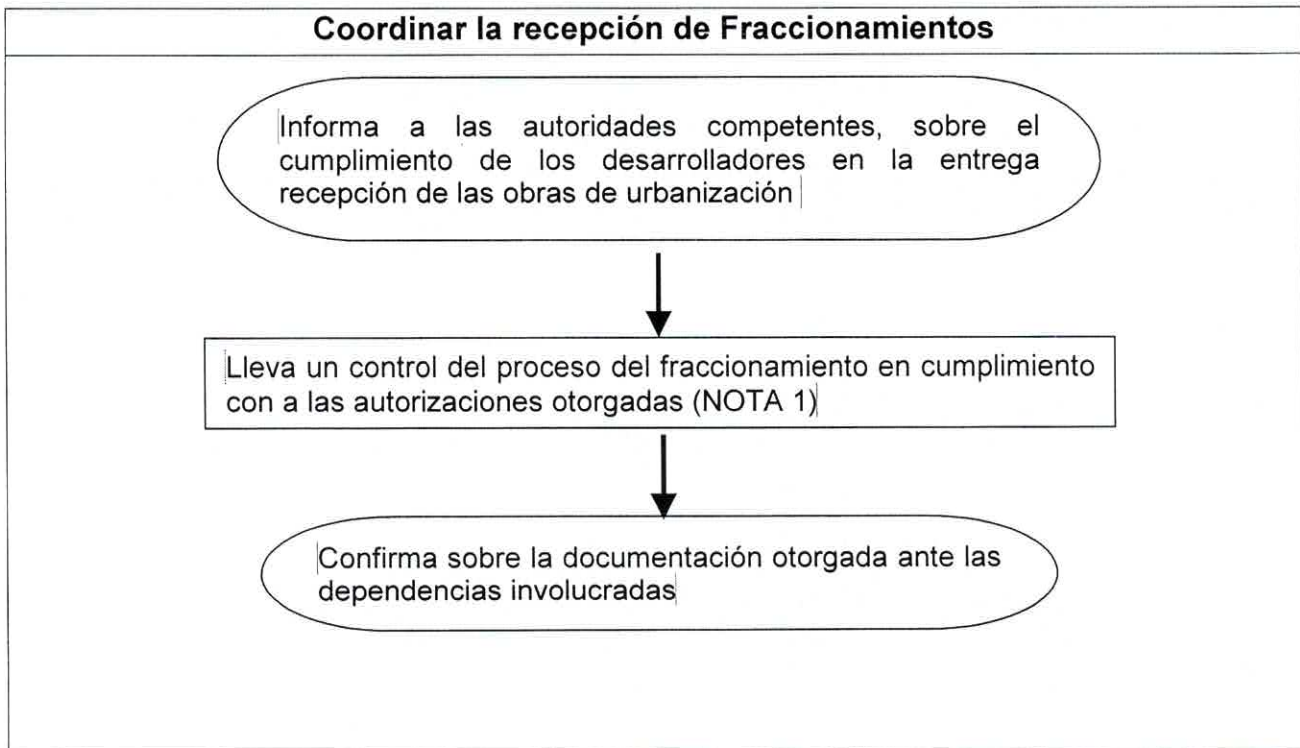 Coordinar la recepción de Fraccionamientos
Informa a las autoridades competentes, sobre el
cumplimiento de los desarrolladores en la entrega
recepción de las obras de urbanización
Lleva un control del proceso del fraccionamiento en cumplimiento
con a las autorizaciones otorgadas (NOTA 1)
Confirma sobre la documentación otorgada ante las
dependencias involucradas